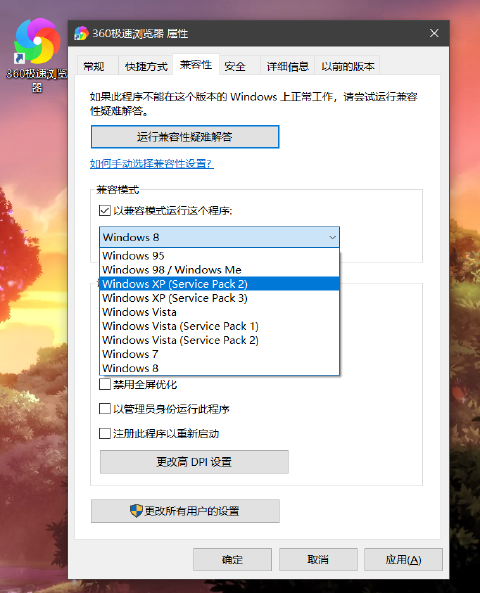 360极速浏览器
360极速浏览器 属性
常规
快捷方式
兼容性
安全
详细信息
以前的版本
如果此程序不能在这个版本的 Windows 上正常工作，请尝试运行兼容
性疑难解答。
运行兼容性疑难解答
如何手动选择兼容性设置?
兼容模式
以兼容模式运行这个程序:
Windows 8
Windows 95
Windows 98 / Windows Me
Windows XP (Service Pack 2)
Windows XP (Service Pack 3)
Windows Vista
Windows Vista (Service Pack 1)
Windows Vista (Service Pack 2)
Windows 7
Windows 8
禁用全屏优化
以管理员身份运行此程序
注册此程序以重新启动
更改高 DPI 设置
更改所有用户的设置
确定
取消
应用(A)